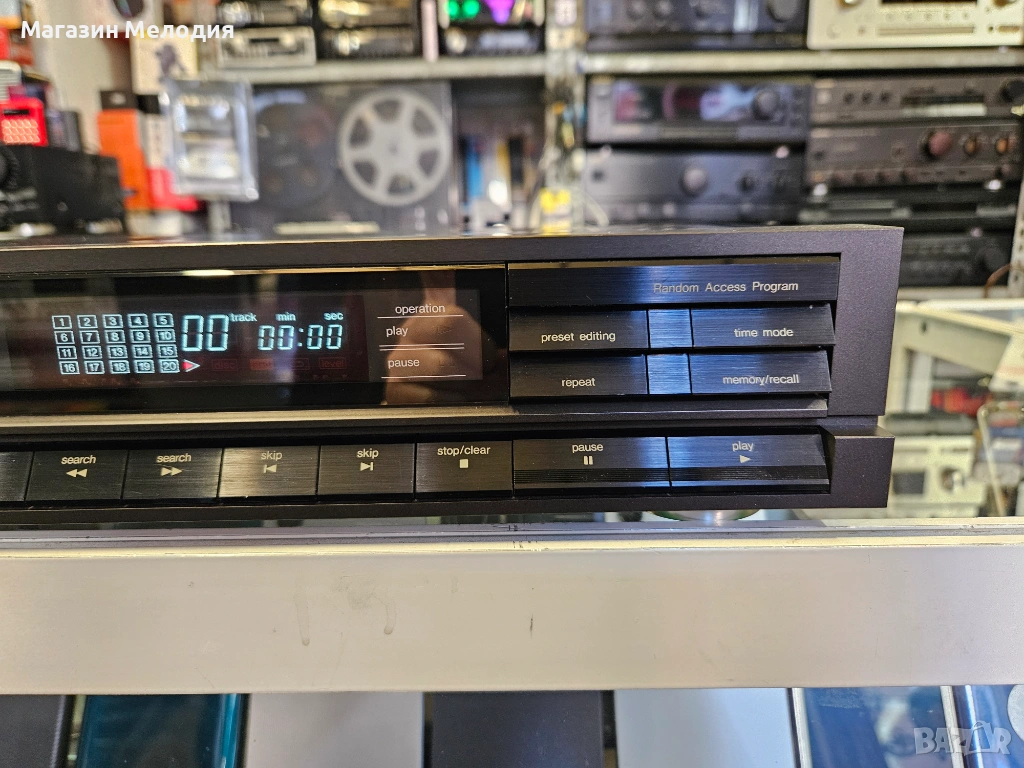 Магазин Мелодия
Random Access Program
operation
play
pause
track min sec
00 00:00
1 2 3 4 5
6 7 8 9 10
11 12 13 14 15
16 17 18 19 20
preset editing
time mode
repeat
memory/recall
search
search
skip
skip
stop/clear
pause
play
BAZAR